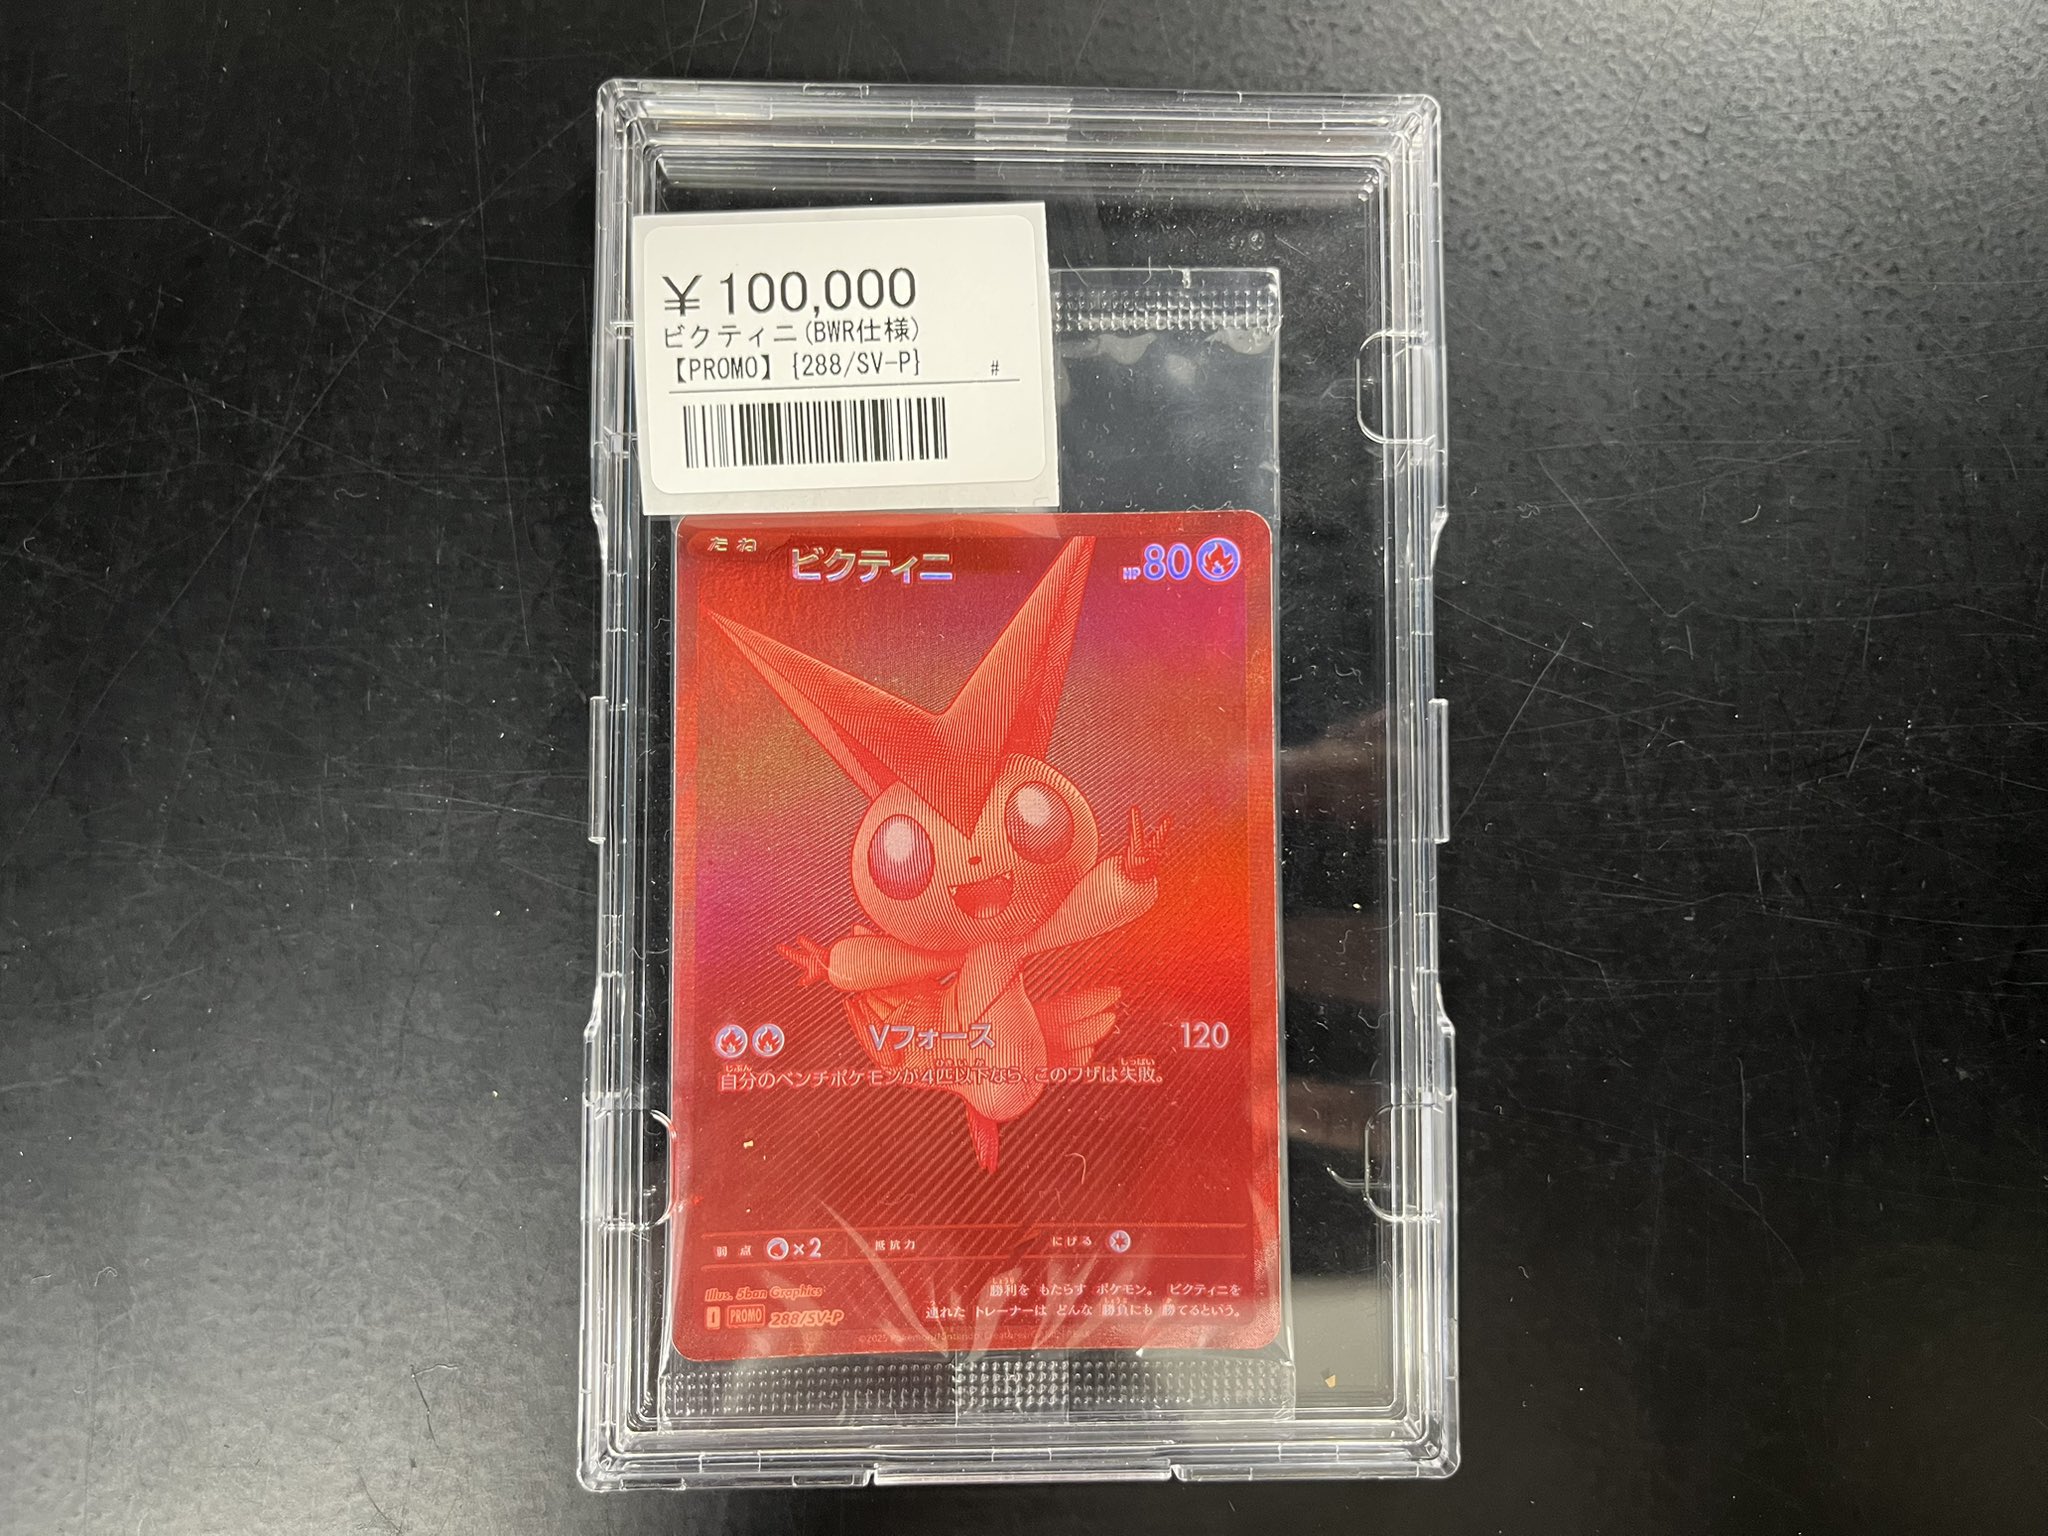 ¥100,000
ビクティニ(BWR仕様)
【PROMO】{288/SV-P} #
たね ビクティニ HP80
Vフォース 120
自分のベンチポケモンが4匹以下なら、このワザは失敗。
弱点 ×2 抵抗力 にげる
Illus. 5ban Graphics
勝利を もたらす ポケモン。 ビクティニを
連れた トレーナーは どんな 勝負にも 勝てるという。
I PROMO 288/SV-P
©2025 Pokémon/Nintendo/Creatures